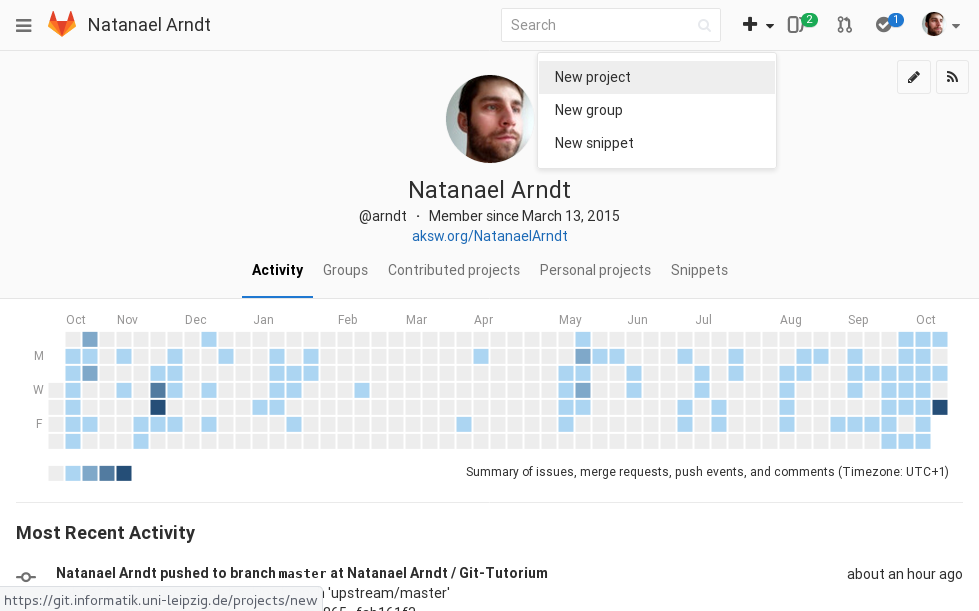 Natanael Arndt
Search
2
1
New project
New group
New snippet
Natanael Arndt
@arndt · Member since March 13, 2015
aksw.org/NatanaelArndt
Activity Groups Contributed projects Personal projects Snippets
Oct Nov Dec Jan Feb Mar Apr May Jun Jul Aug Sep Oct
M
W
F
Summary of issues, merge requests, push events, and comments (Timezone: UTC+1)
Most Recent Activity
Natanael Arndt pushed to branch master at Natanael Arndt / Git-Tutorium
about an hour ago
'upstream/master'
https://git.informatik.uni-leipzig.de/projects/new